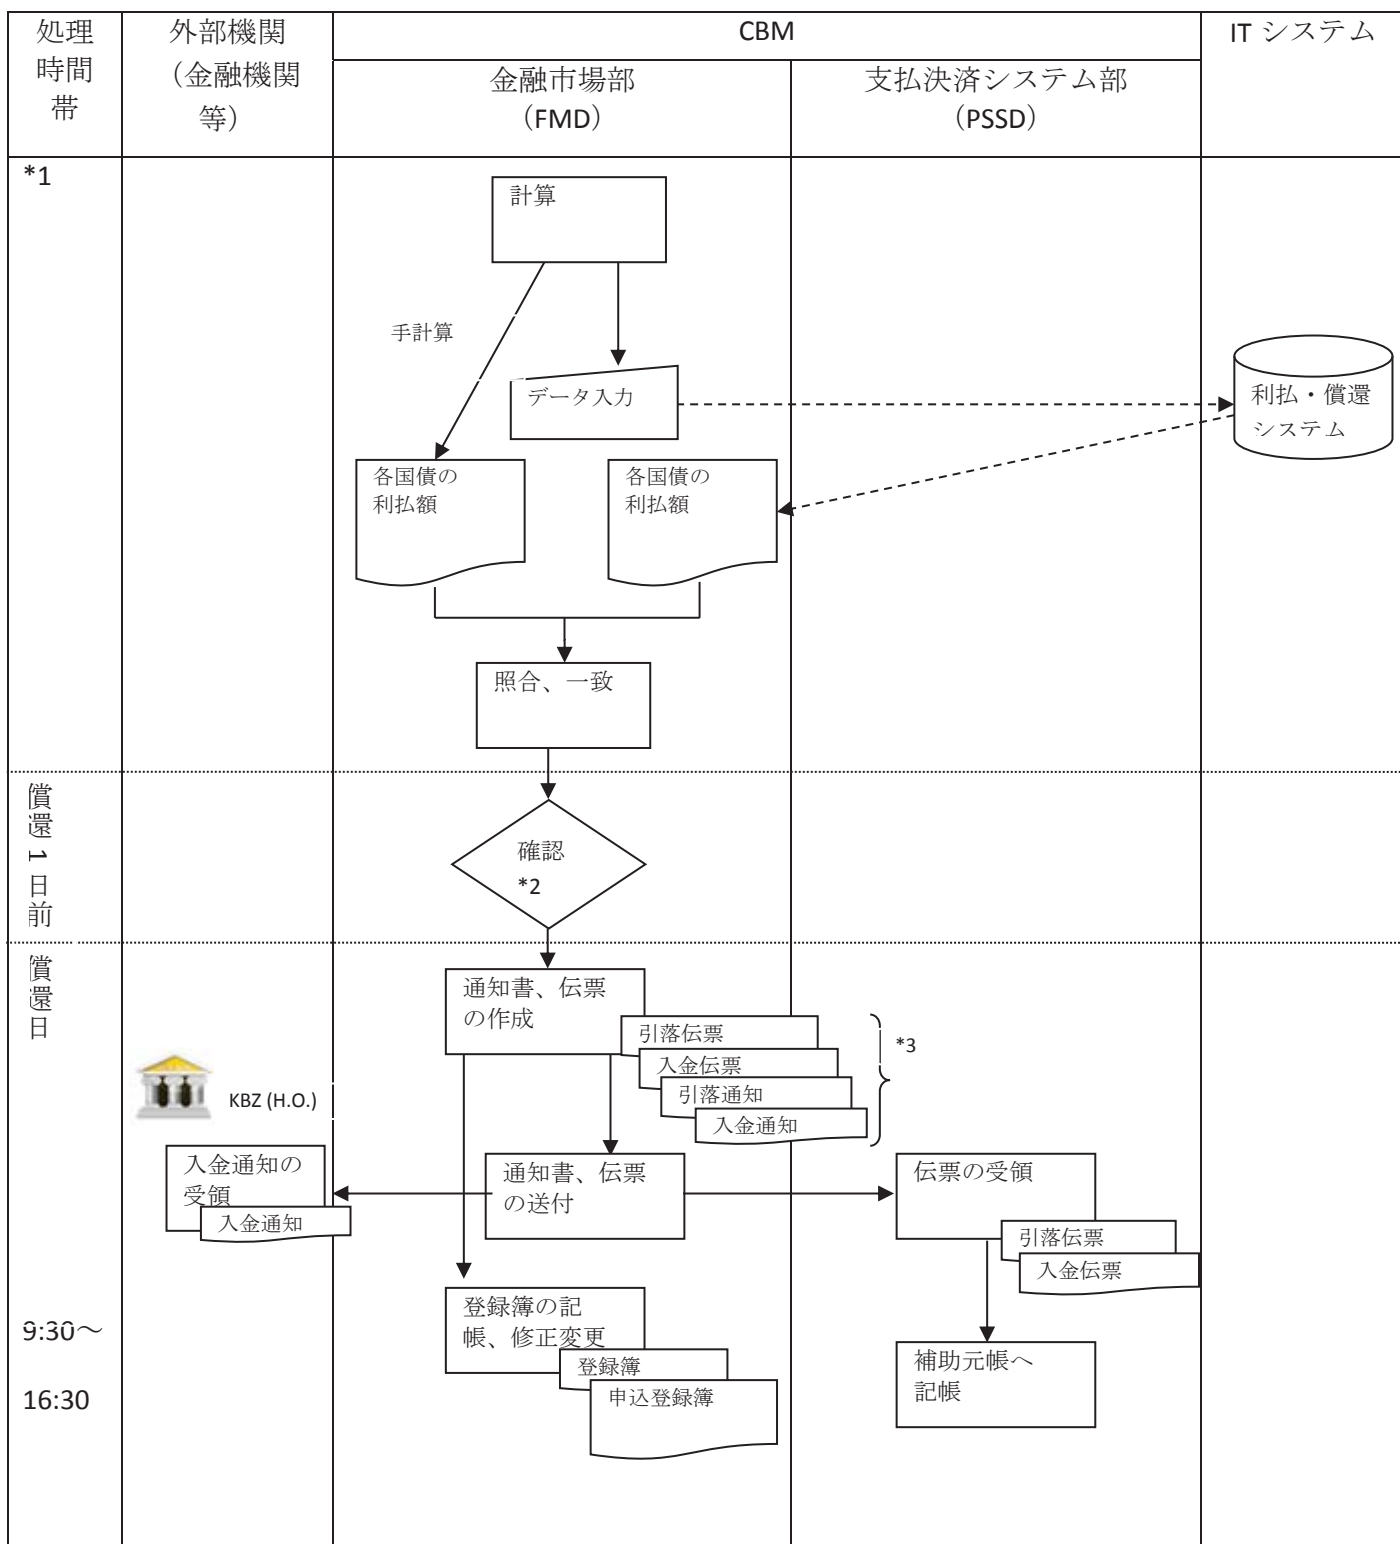 処理
時間
帯
外部機関
（金融機関
等）
CBM
IT システム
金融市場部
（FMD）
支払決済システム部
（PSSD）
*1
計算
手計算
データ入力
利払・償還
システム
各国債の
利払額
各国債の
利払額
照合、一致
償還1日前
確認
*2
償還日
通知書、伝票
の作成
引落伝票
入金伝票
引落通知
入金通知
*3
KBZ (H.O.)
入金通知の
受領
入金通知
通知書、伝票
の送付
伝票の受領
引落伝票
入金伝票
9:30～
16:30
登録簿の記
帳、修正変更
登録簿
申込登録簿
補助元帳へ
記帳